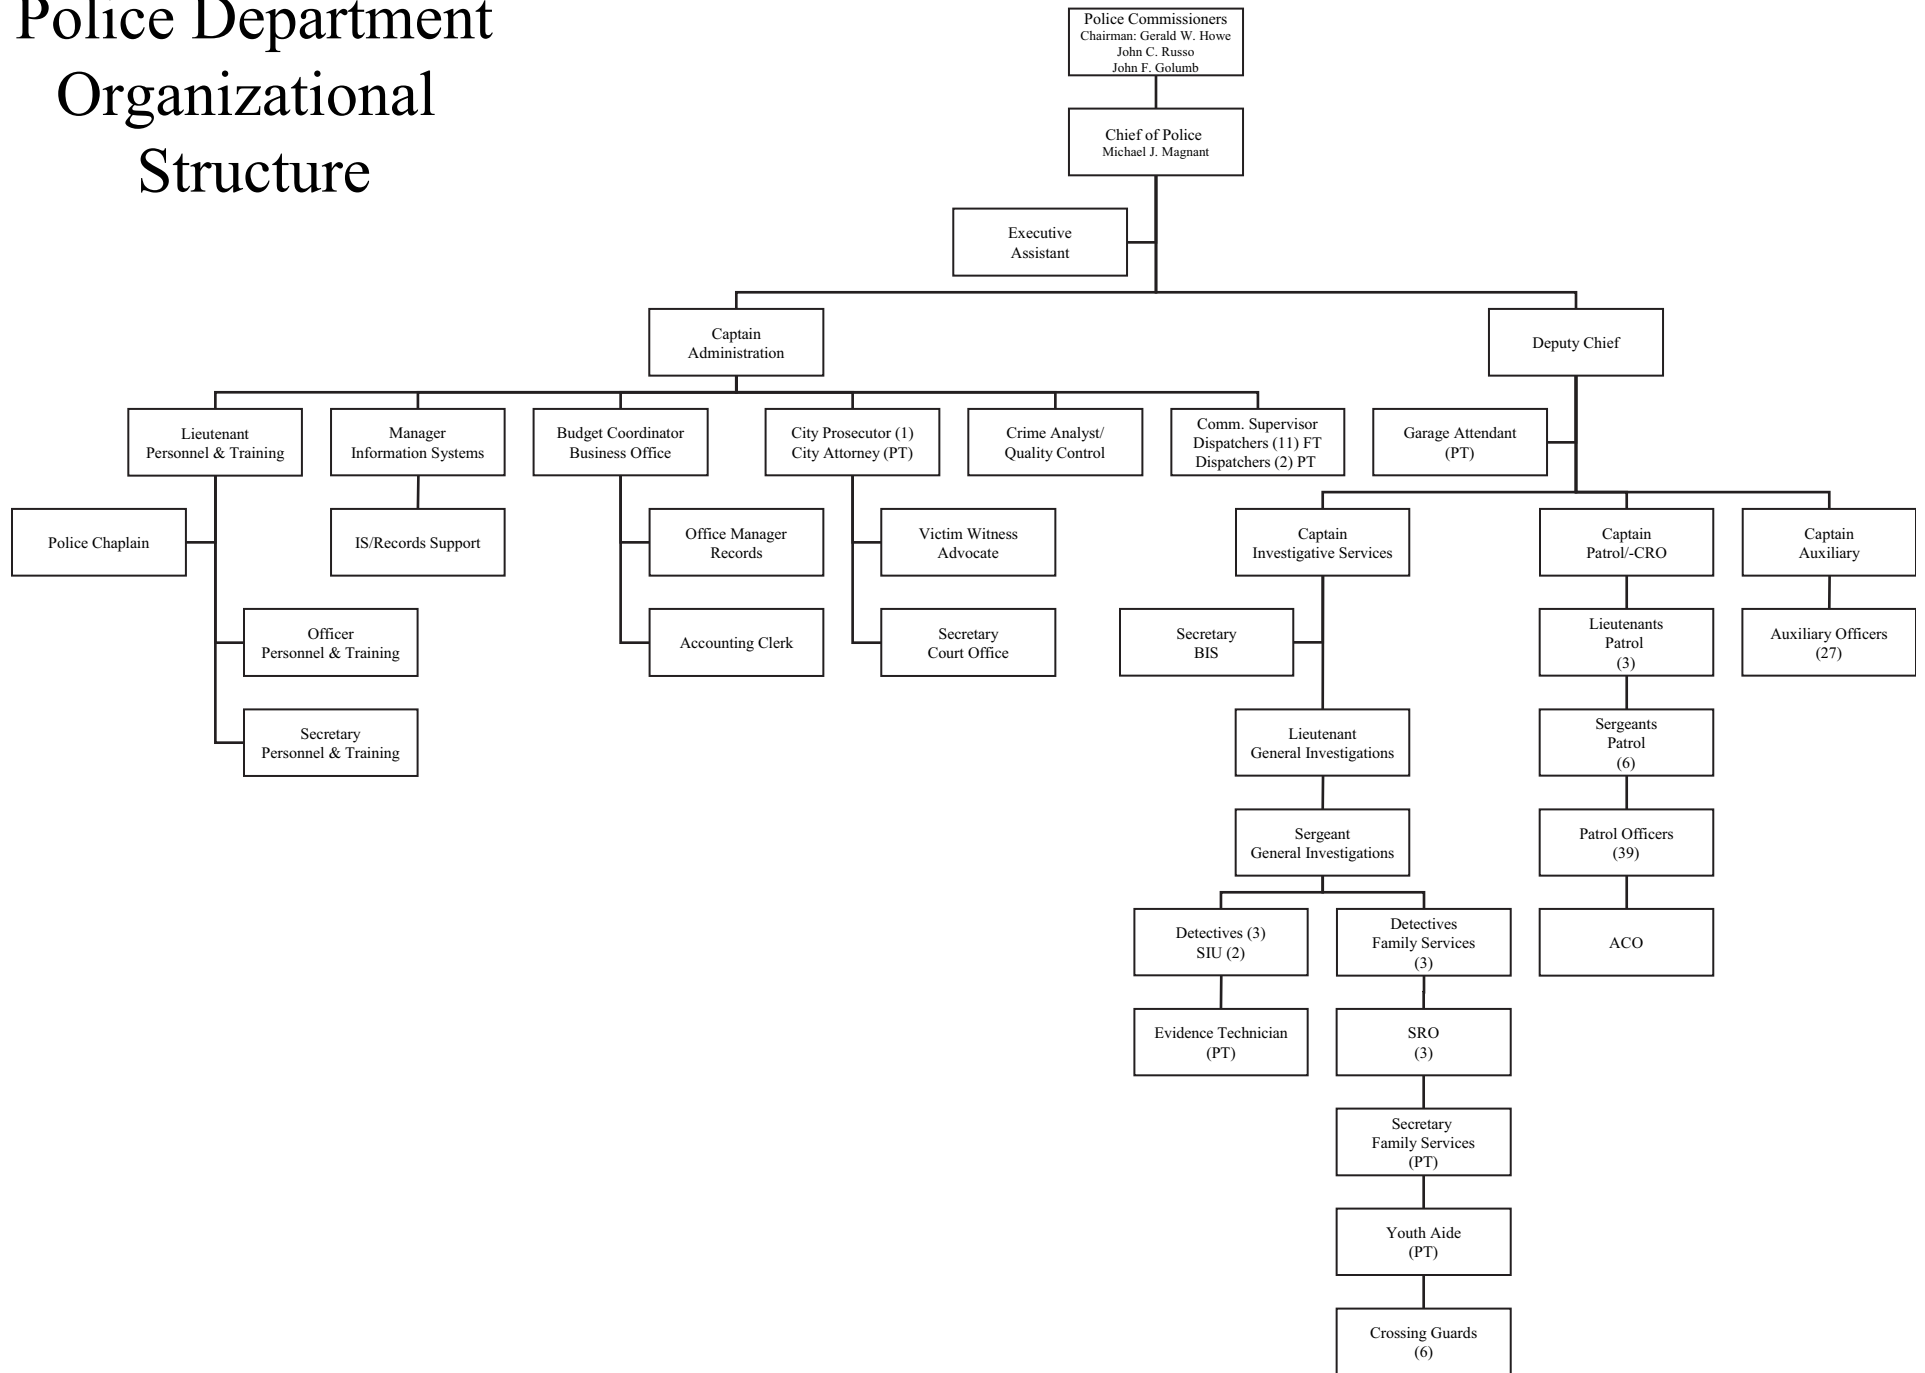 Police Department
Organizational
Structure
Police Commissioners
Chairman: Gerald W. Howe
John C. Russo
John F. Golumb
Chief of Police
Michael J. Magnant
Executive
Assistant
Captain
Administration
Deputy Chief
Lieutenant
Personnel & Training
Manager
Information Systems
Budget Coordinator
Business Office
City Prosecutor (1)
City Attorney (PT)
Crime Analyst/
Quality Control
Comm. Supervisor
Dispatchers (11) FT
Dispatchers (2) PT
Garage Attendant
(PT)
Police Chaplain
IS/Records Support
Office Manager
Records
Victim Witness
Advocate
Captain
Investigative Services
Captain
Patrol/-CRO
Captain
Auxiliary
Officer
Personnel & Training
Accounting Clerk
Secretary
Court Office
Secretary
BIS
Lieutenants
Patrol
(3)
Auxiliary Officers
(27)
Secretary
Personnel & Training
Lieutenant
General Investigations
Sergeants
Patrol
(6)
Sergeant
General Investigations
Patrol Officers
(39)
Detectives (3)
SIU (2)
Detectives
Family Services
(3)
ACO
Evidence Technician
(PT)
SRO
(3)
Secretary
Family Services
(PT)
Youth Aide
(PT)
Crossing Guards
(6)